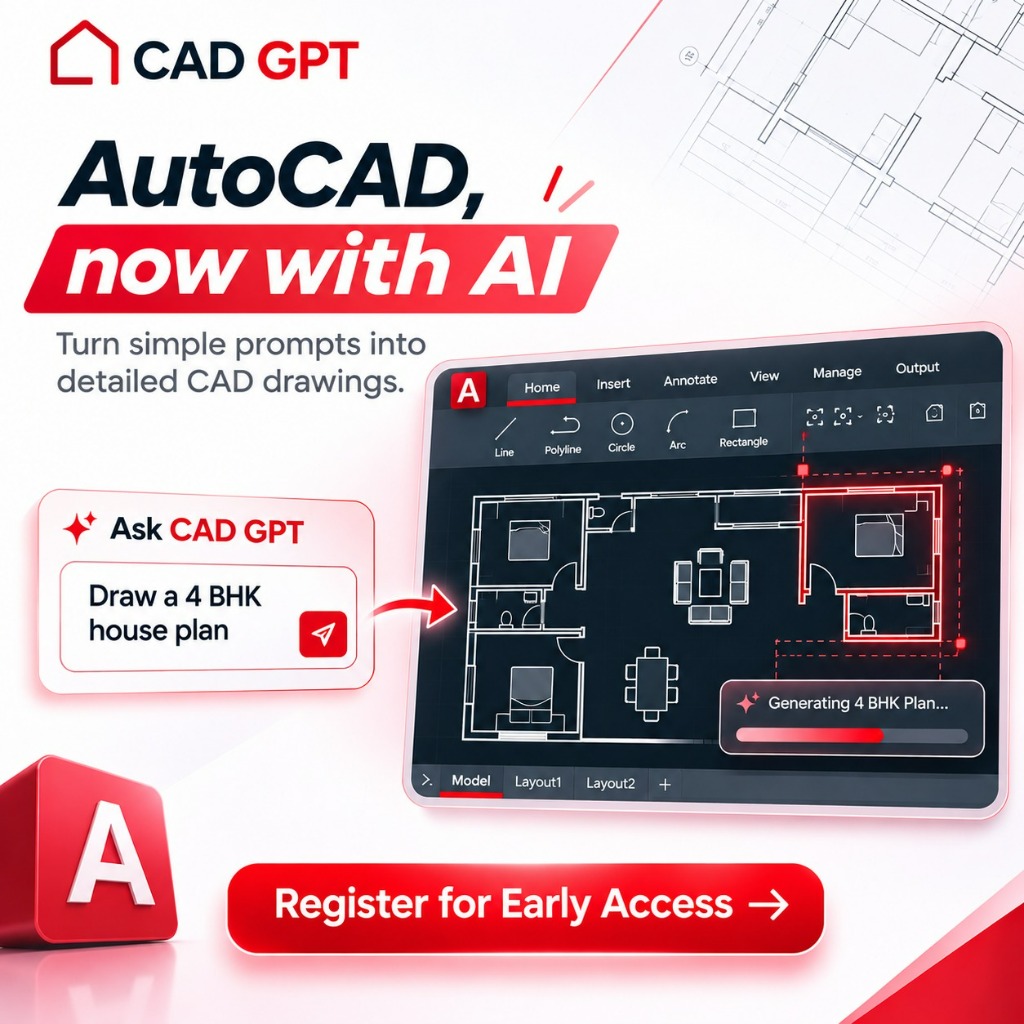 CAD GPT
AutoCAD,
now with AI
Turn simple prompts into
detailed CAD drawings.
A
Home
Insert
Annotate
View
Manage
Output
Line
Polyline
Circle
Arc
Rectangle
Ask CAD GPT
Draw a 4 BHK
house plan
Generating 4 BHK Plan...
Model
Layout1
Layout2
+
A
Register for Early Access →